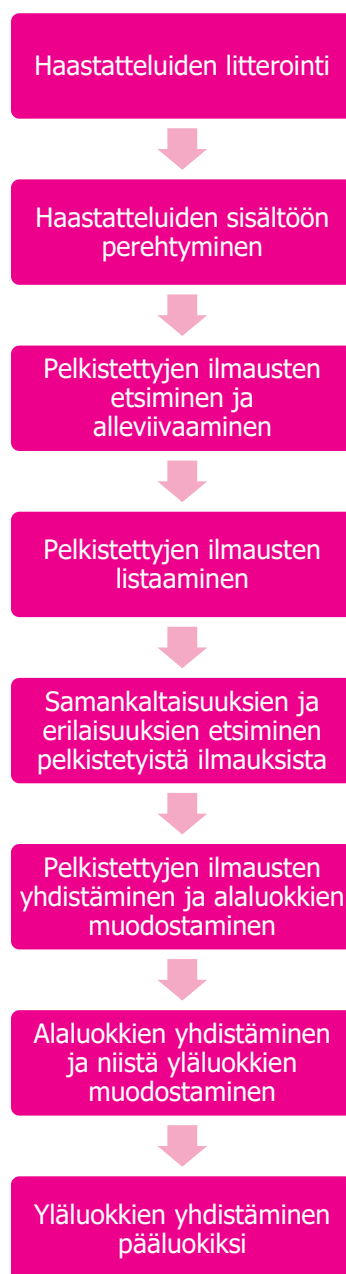 Haastatteluiden litterointi
Haastatteluiden sisältöön
perehtyminen
Pelkistettyjen ilmausten
etsiminen ja
alleviivaaminen
Pelkistettyjen ilmausten
listaaminen
Samankaltaisuuksien ja
erilaisuuksien etsiminen
pelkistetyistä ilmauksista
Pelkistettyjen ilmausten
yhdistäminen ja alaluokkien
muodostaminen
Alaluokkien yhdistäminen
ja niistä yläluokkien
muodostaminen
Yläluokkien yhdistäminen
pääluokiksi